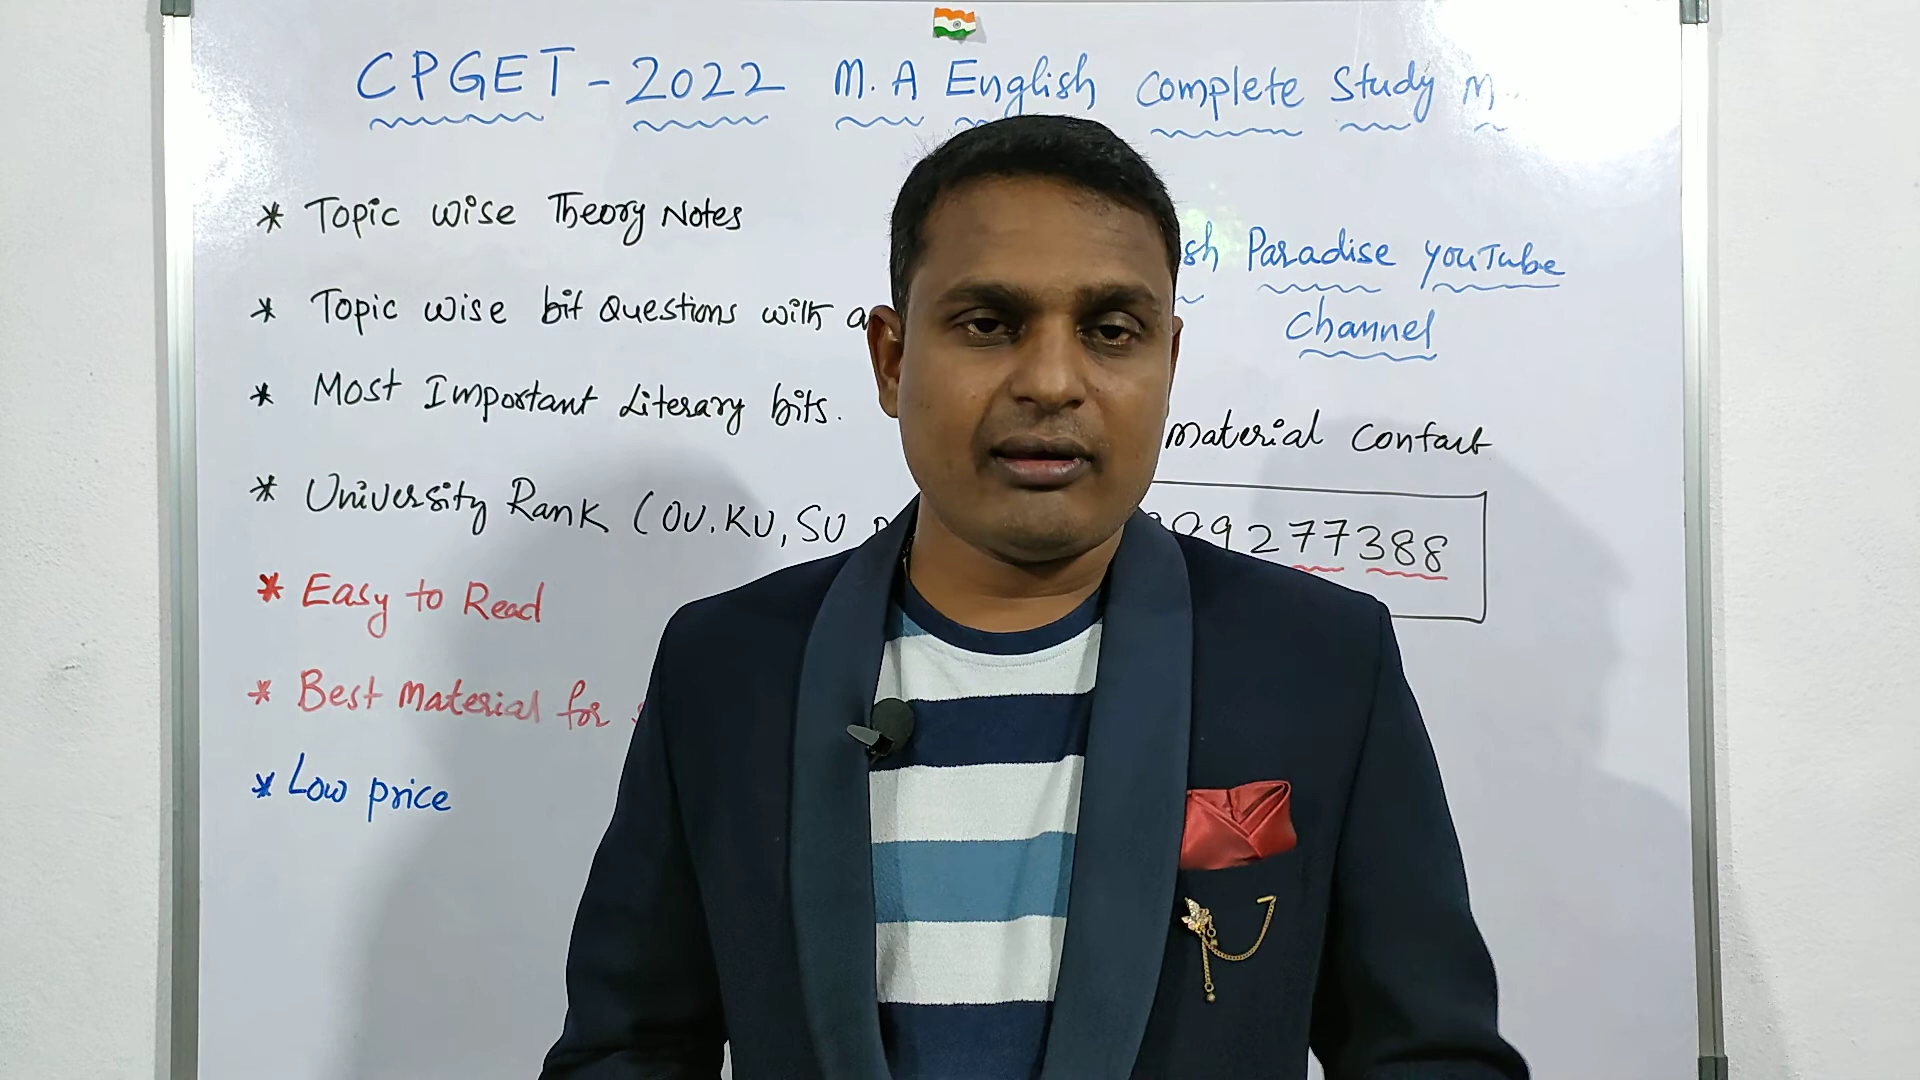 CPGET-2022 M.A English Complete Study M
* Topic wise Theory Notes
* Topic wise bit Questions with
* Most Important Literary bits.
* University Rank (OU.KU, SU
* Easy to Read
* Best Material for
* Low price
Paradise YouTube
Channel
Material Contact
99277388